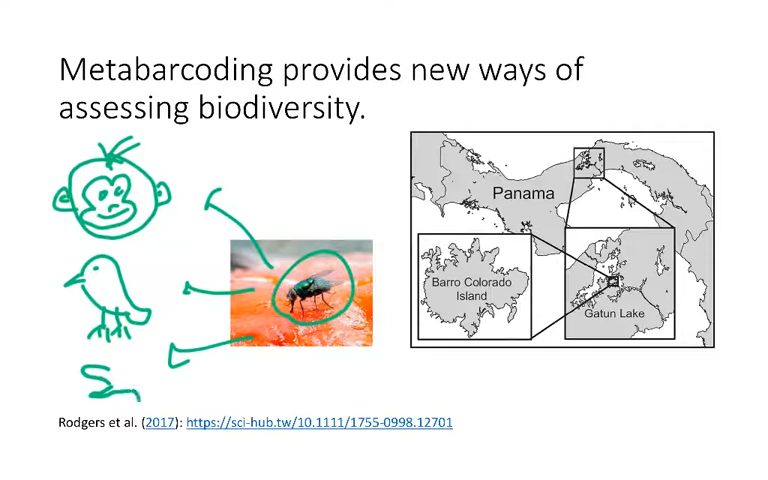 Metabarcoding provides new ways of
assessing biodiversity.
Panama
Barro Colorado
Island
Gatun Lake
Rodgers et al. (2017): https://sci-hub.tw/10.1111/1755-0998.12701